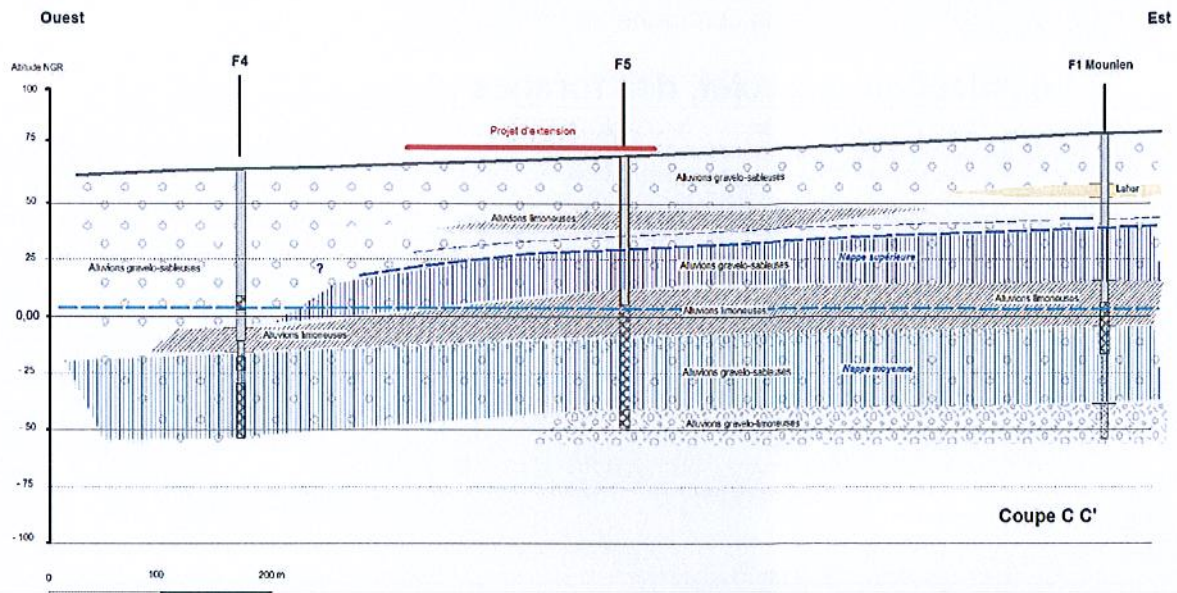 Ouest
Est
F4
F5
F1 Mounien
Altitude NGR
100
75
Projet d'extension
Alluvions gravelo-sableuses
Lahar
50
Alluvions limoneuses
Alluvions gravelo-sableuses
?
25
Alluvions gravelo-sableuses
Nappe supérieure
Alluvions limoneuses
Alluvions limoneuses
0,00
Alluvions limoneuses
- 25
Alluvions gravelo-sableuses
Nappe moyenne
- 50
Alluvions gravelo-limoneuses
- 75
Coupe C C'
- 100
0
100
200 m